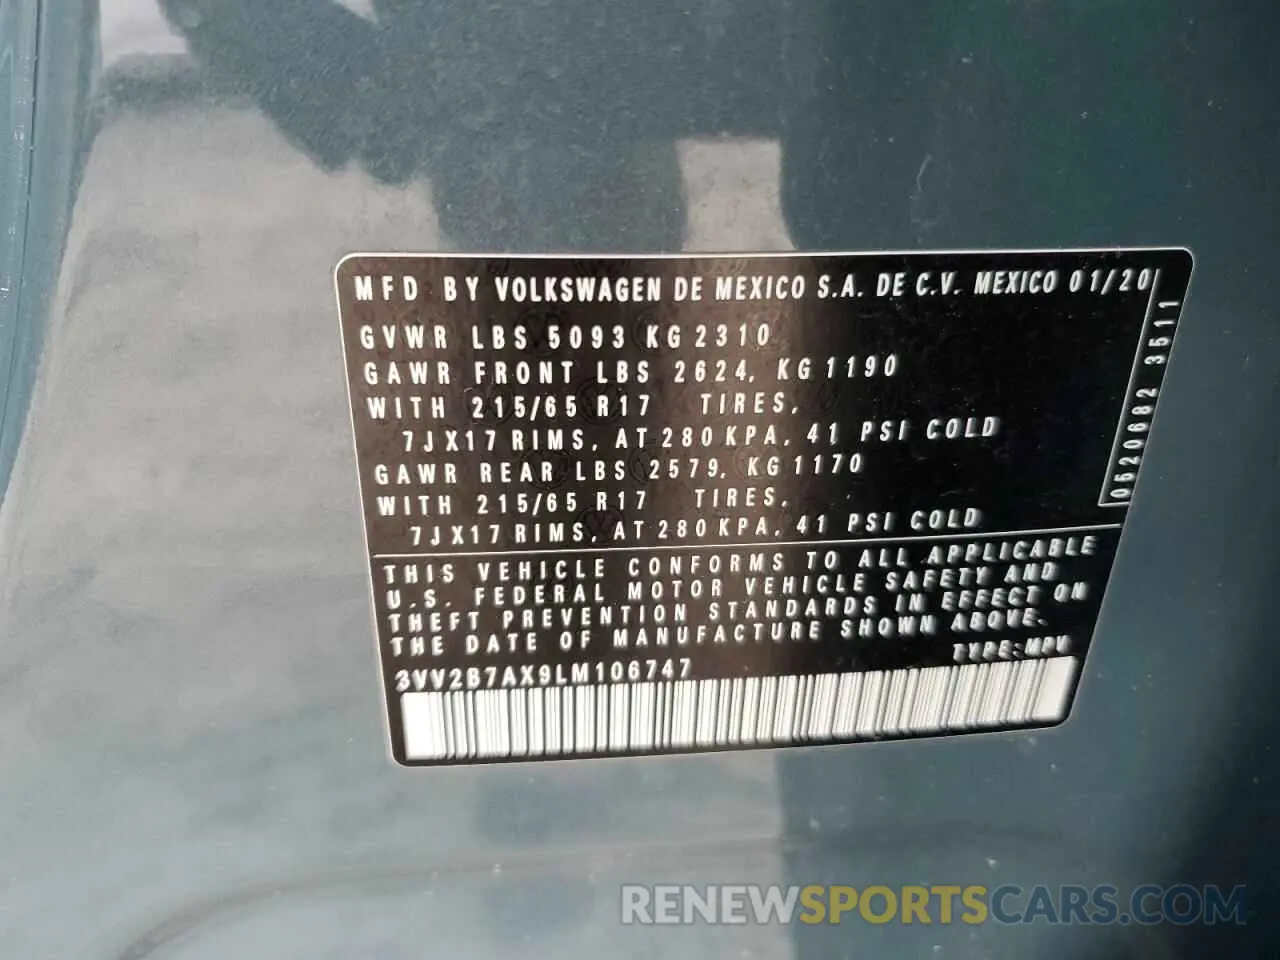 MFD BY VOLKSWAGEN DE MEXICO S.A. DE C.V. MEXICO 01/20
GVWR LBS 5093 KG 2310
GAWR FRONT LBS 2624, KG 1190
WITH 215/65 R17 TIRES,
7JX17 RIMS, AT 280 KPA, 41 PSI COLD
GAWR REAR LBS 2579, KG 1170
WITH 215/65 R17 TIRES,
7JX17 RIMS, AT 280 KPA, 41 PSI COLD
0520682 3511
THIS VEHICLE CONFORMS TO ALL APPLICABLE
U.S. FEDERAL MOTOR VEHICLE SAFETY AND
THEFT PREVENTION STANDARDS IN EFFECT ON
THE DATE OF MANUFACTURE SHOWN ABOVE.
TYPE:MPV
3VV2B7AX9LM106747
RENEWSPORTSCARS.COM